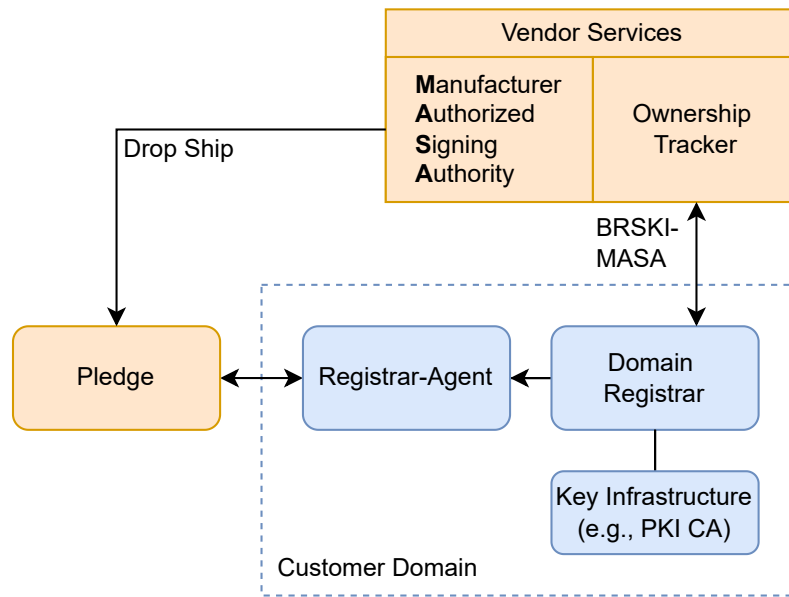 Vendor Services
Manufacturer
Authorized
Signing
Authority
Ownership
Tracker
Drop Ship
BRSKI-
MASA
Pledge
Registrar-Agent
Domain
Registrar
Key Infrastructure
(e.g., PKI CA)
Customer Domain